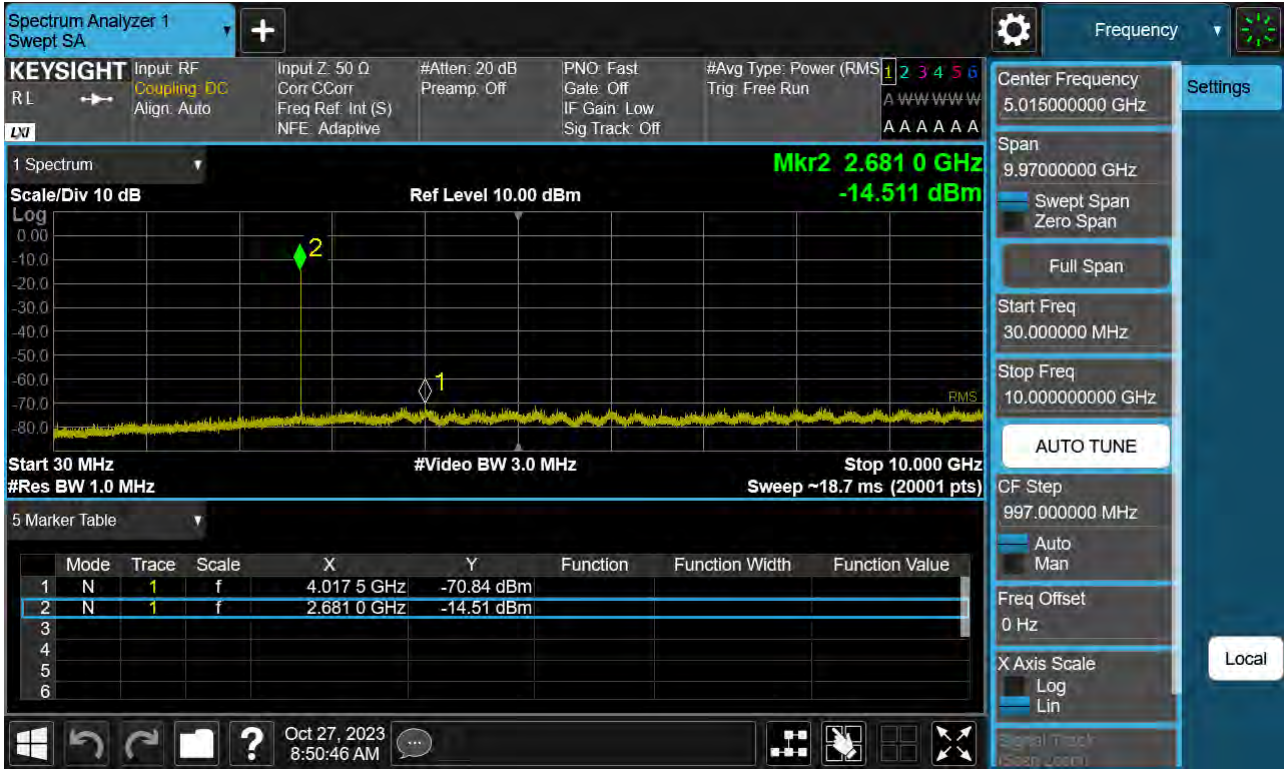 Spectrum Analyzer 1
Swept SA
Frequency
KEYSIGHT
RL
LXI
Input: RF
Coupling: DC
Align: Auto
Input Z: 50 Ω
Corr CCorr
Freq Ref: Int (S)
NFE: Adaptive
#Atten: 20 dB
Preamp: Off
PNO: Fast
Gate: Off
IF Gain: Low
Sig Track: Off
#Avg Type: Power (RMS
Trig: Free Run
1 2 3 4 5 6
A W W W W W
A A A A A A
1 Spectrum
Mkr2 2.681 0 GHz
-14.511 dBm
Scale/Div 10 dB
Ref Level 10.00 dBm
Log
0.00
-10.0
-20.0
-30.0
-40.0
-50.0
-60.0
-70.0
-80.0
2
1
RMS
Start 30 MHz
#Video BW 3.0 MHz
Stop 10.000 GHz
#Res BW 1.0 MHz
Sweep ~18.7 ms (20001 pts)
5 Marker Table
Mode Trace Scale X Y Function Function Width Function Value
1 N 1 f 4.017 5 GHz -70.84 dBm
2 N 1 f 2.681 0 GHz -14.51 dBm
3
4
5
6
Oct 27, 2023
8:50:46 AM
?
Center Frequency
5.015000000 GHz
Settings
Span
9.97000000 GHz
Swept Span
Zero Span
Full Span
Start Freq
30.000000 MHz
Stop Freq
10.000000000 GHz
AUTO TUNE
CF Step
997.000000 MHz
Auto
Man
Freq Offset
0 Hz
X Axis Scale
Log
Lin
Local
Signal Track
(Span Zoom)